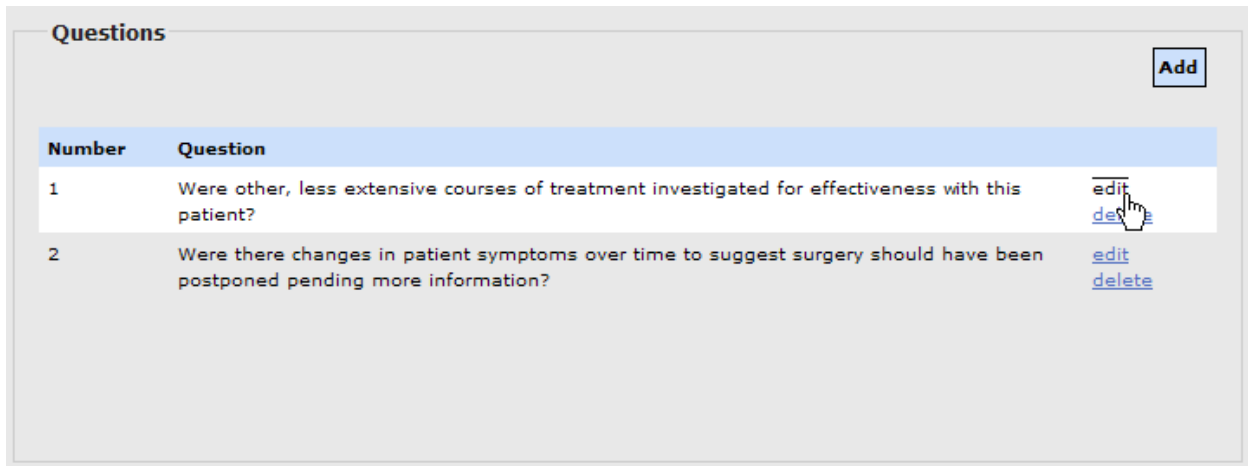 Questions
Add
Number Question
1 Were other, less extensive courses of treatment investigated for effectiveness with this edit
patient? delete
2 Were there changes in patient symptoms over time to suggest surgery should have been edit
postponed pending more information? delete